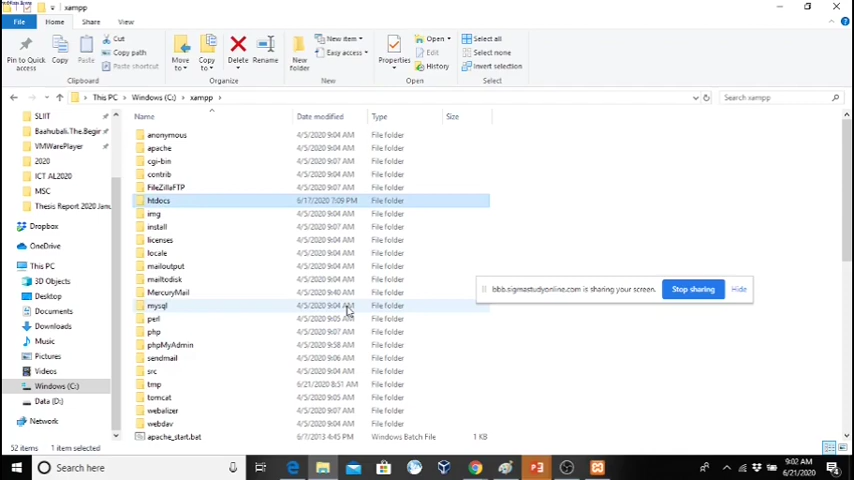 xampp
File Home Share View
Pin to Quick access
Copy
Paste
Cut
Copy path
Paste shortcut
Clipboard
Move to
Copy to
Delete
Rename
Organize
New folder
New item
Easy access
New
Properties
Open
Edit
History
Open
Select all
Select none
Invert selection
Select
This PC Windows (C:) xampp
Search xampp
Name Date modified Type Size
SLIIT
Baahubali.The.Begin
VMWarePlayer
2020
ICT AL2020
MSC
Thesis Report 2020 Janu
Dropbox
OneDrive
This PC
3D Objects
Desktop
Documents
Downloads
Music
Pictures
Videos
Windows (C:)
Data (D:)
Network
anonymous 4/5/2020 9:04 AM File folder
apache 4/5/2020 9:04 AM File folder
cgi-bin 4/5/2020 9:07 AM File folder
contrib 4/5/2020 9:04 AM File folder
FileZillaFTP 4/5/2020 9:07 AM File folder
htdocs 6/17/2020 7:09 PM File folder
img 4/5/2020 9:04 AM File folder
install 4/5/2020 9:07 AM File folder
licenses 4/5/2020 9:04 AM File folder
locale 4/5/2020 9:04 AM File folder
mailoutput 4/5/2020 9:04 AM File folder
mailtodisk 4/5/2020 9:04 AM File folder
MercuryMail 4/5/2020 9:40 AM File folder
mysql 4/5/2020 9:04 AM File folder
perl 4/5/2020 9:05 AM File folder
php 4/5/2020 9:07 AM File folder
phpMyAdmin 4/5/2020 9:58 AM File folder
sendmail 4/5/2020 9:06 AM File folder
src 4/5/2020 9:04 AM File folder
tmp 6/21/2020 8:51 AM File folder
tomcat 4/5/2020 9:05 AM File folder
webalizer 4/5/2020 9:07 AM File folder
webdav 4/5/2020 9:04 AM File folder
apache_start.bat 6/7/2013 4:45 PM Windows Batch File 1 KB
bbb.sigmastudyonline.com is sharing your screen. Stop sharing Hide
52 items 1 item selected
Search here
9:02 AM
6/21/2020